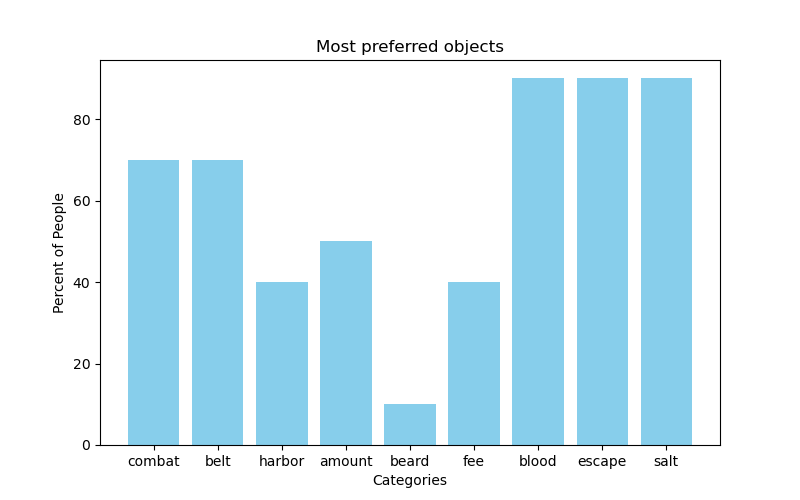 Most preferred objects
Percent of People
80
60
40
20
0
combat belt harbor amount beard fee blood escape salt
Categories